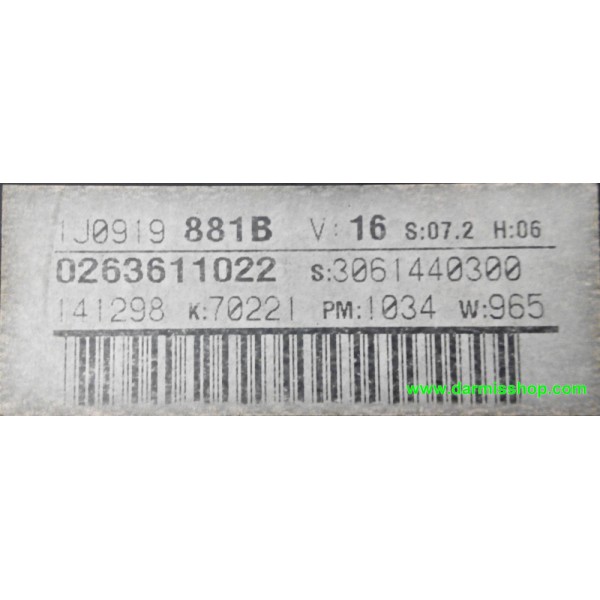 1J0919 881B V: 16 S:07.2 H:06
0263611022 S:3061440300
141298 K:70221 PM:1034 W:965
www.darmisshop.com